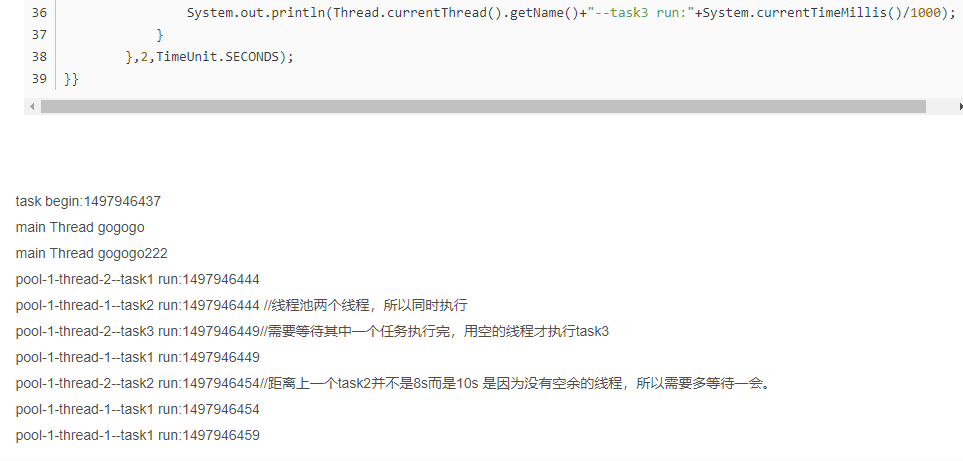 36 System.out.println(Thread.currentThread().getName()+"--task3 run:"+System.currentTimeMillis()/1000);
37 }
38 },2,TimeUnit.SECONDS);
39 }}
task begin:1497946437
main Thread gogogo
main Thread gogogo222
pool-1-thread-2--task1 run:1497946444
pool-1-thread-1--task2 run:1497946444 //线程池两个线程，所以同时执行
pool-1-thread-2--task3 run:1497946449//需要等待其中一个任务执行完，用空的线程才执行task3
pool-1-thread-1--task1 run:1497946449
pool-1-thread-2--task2 run:1497946454//距离上一个task2并不是8s而是10s 是因为没有空余的线程，所以需要多等待一会。
pool-1-thread-1--task1 run:1497946454
pool-1-thread-1--task1 run:1497946459